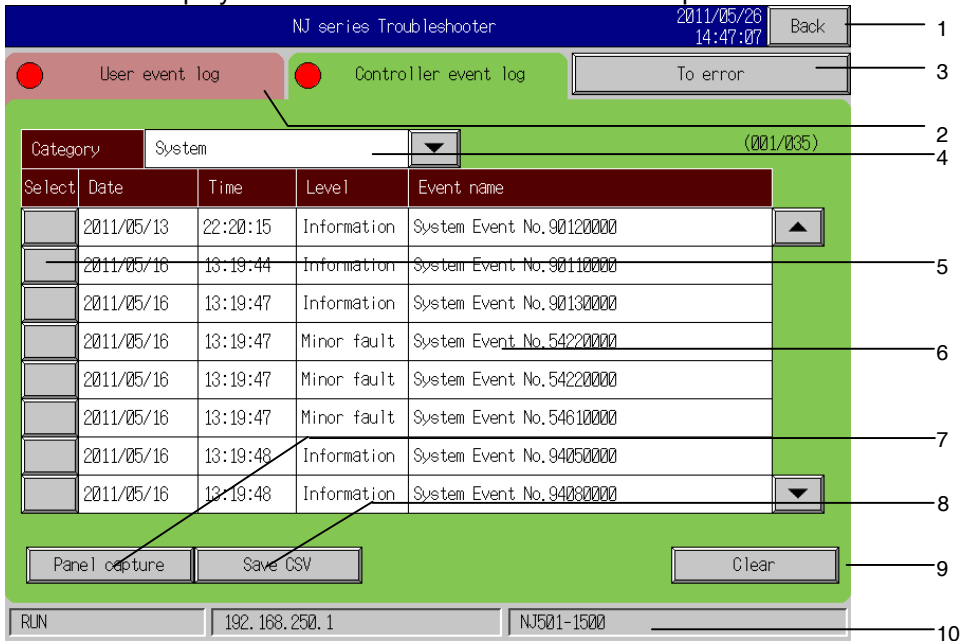 NJ series Troubleshooter 2011/05/26 14:47:07 Back 1
User event log Controller event log To error 3
2
Category System (001/035) 4
Select Date Time Level Event name
2011/05/13 22:20:15 Information System Event No.90120000
2011/05/16 13:19:44 Information System Event No.90110000 5
2011/05/16 13:19:47 Information System Event No.90130000
2011/05/16 13:19:47 Minor fault System Event No.54220000 6
2011/05/16 13:19:47 Minor fault System Event No.54220000
2011/05/16 13:19:47 Minor fault System Event No.54610000
7
2011/05/16 13:19:48 Information System Event No.94050000
2011/05/16 13:19:48 Information System Event No.94080000
8
Panel capture Save CSV Clear 9
RUN 192.168.250.1 NJ501-1500 10